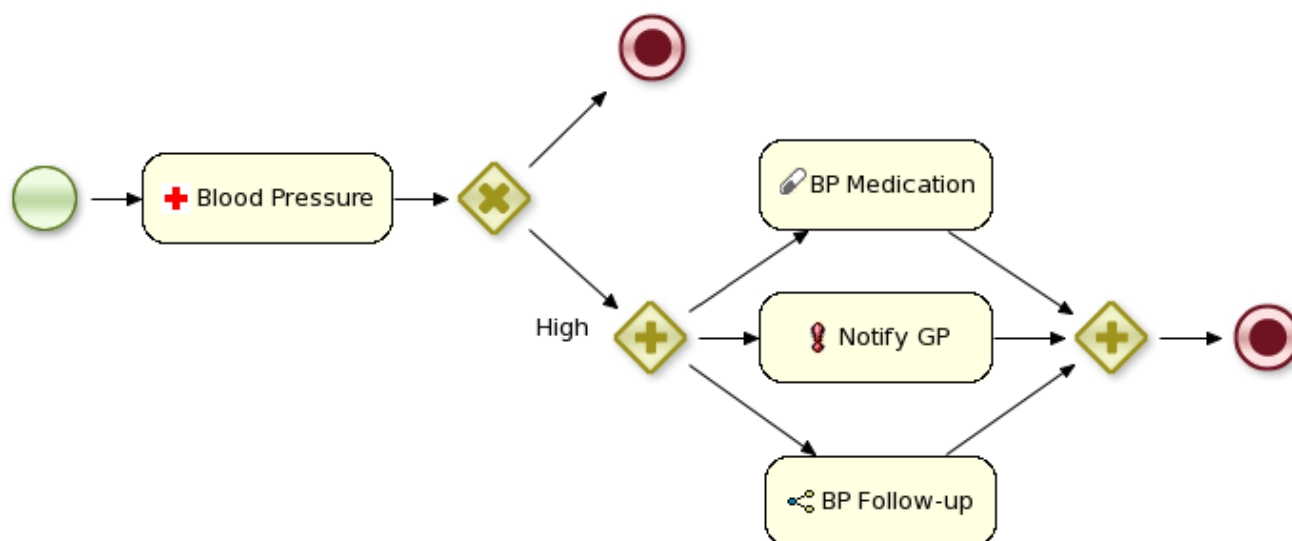 Blood Pressure
BP Medication
High
Notify GP
BP Follow-up